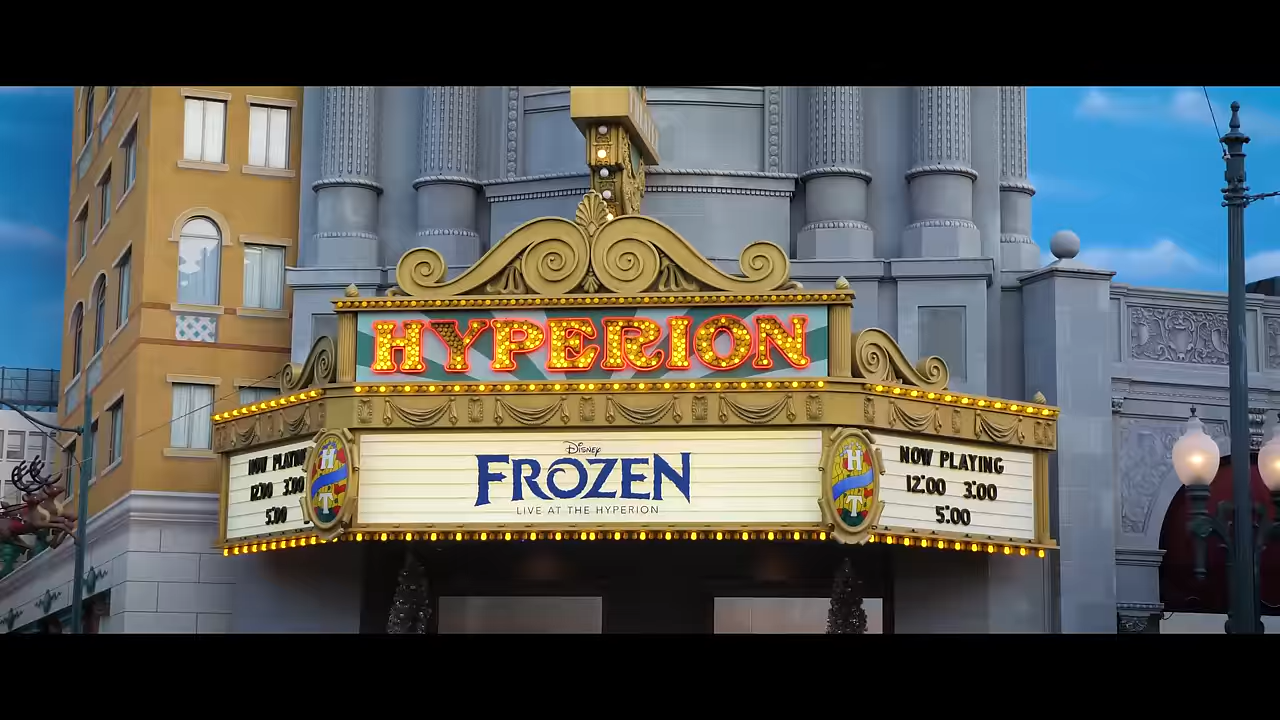 HYPERION
NOW PLAYING
12:00 3:00
5:00
H
T
Disney
FROZEN
LIVE AT THE HYPERION
H
T
NOW PLAYING
12:00 3:00
5:00